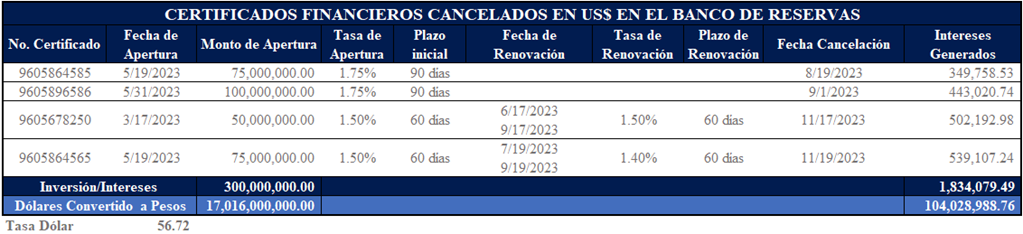 CERTIFICADOS FINANCIEROS CANCELADOS EN US$ EN EL BANCO DE RESERVAS
No. Certificado Fecha de Apertura Monto de Apertura Tasa de Apertura Plazo inicial Fecha de Renovación Tasa de Renovación Plazo de Renovación Fecha Cancelación Intereses Generados
9605864585 5/19/2023 75,000,000.00 1.75% 90 dias 8/19/2023 349,758.53
9605896586 5/31/2023 100,000,000.00 1.75% 90 dias 9/1/2023 443,020.74
9605678250 3/17/2023 50,000,000.00 1.50% 60 dias 6/17/2023 9/17/2023 1.50% 60 dias 11/17/2023 502,192.98
9605864565 5/19/2023 75,000,000.00 1.50% 60 dias 7/19/2023 9/19/2023 1.40% 60 dias 11/19/2023 539,107.24
Inversión/Intereses 300,000,000.00 1,834,079.49
Dólares Convertido a Pesos 17,016,000,000.00 104,028,988.76
Tasa Dólar 56.72